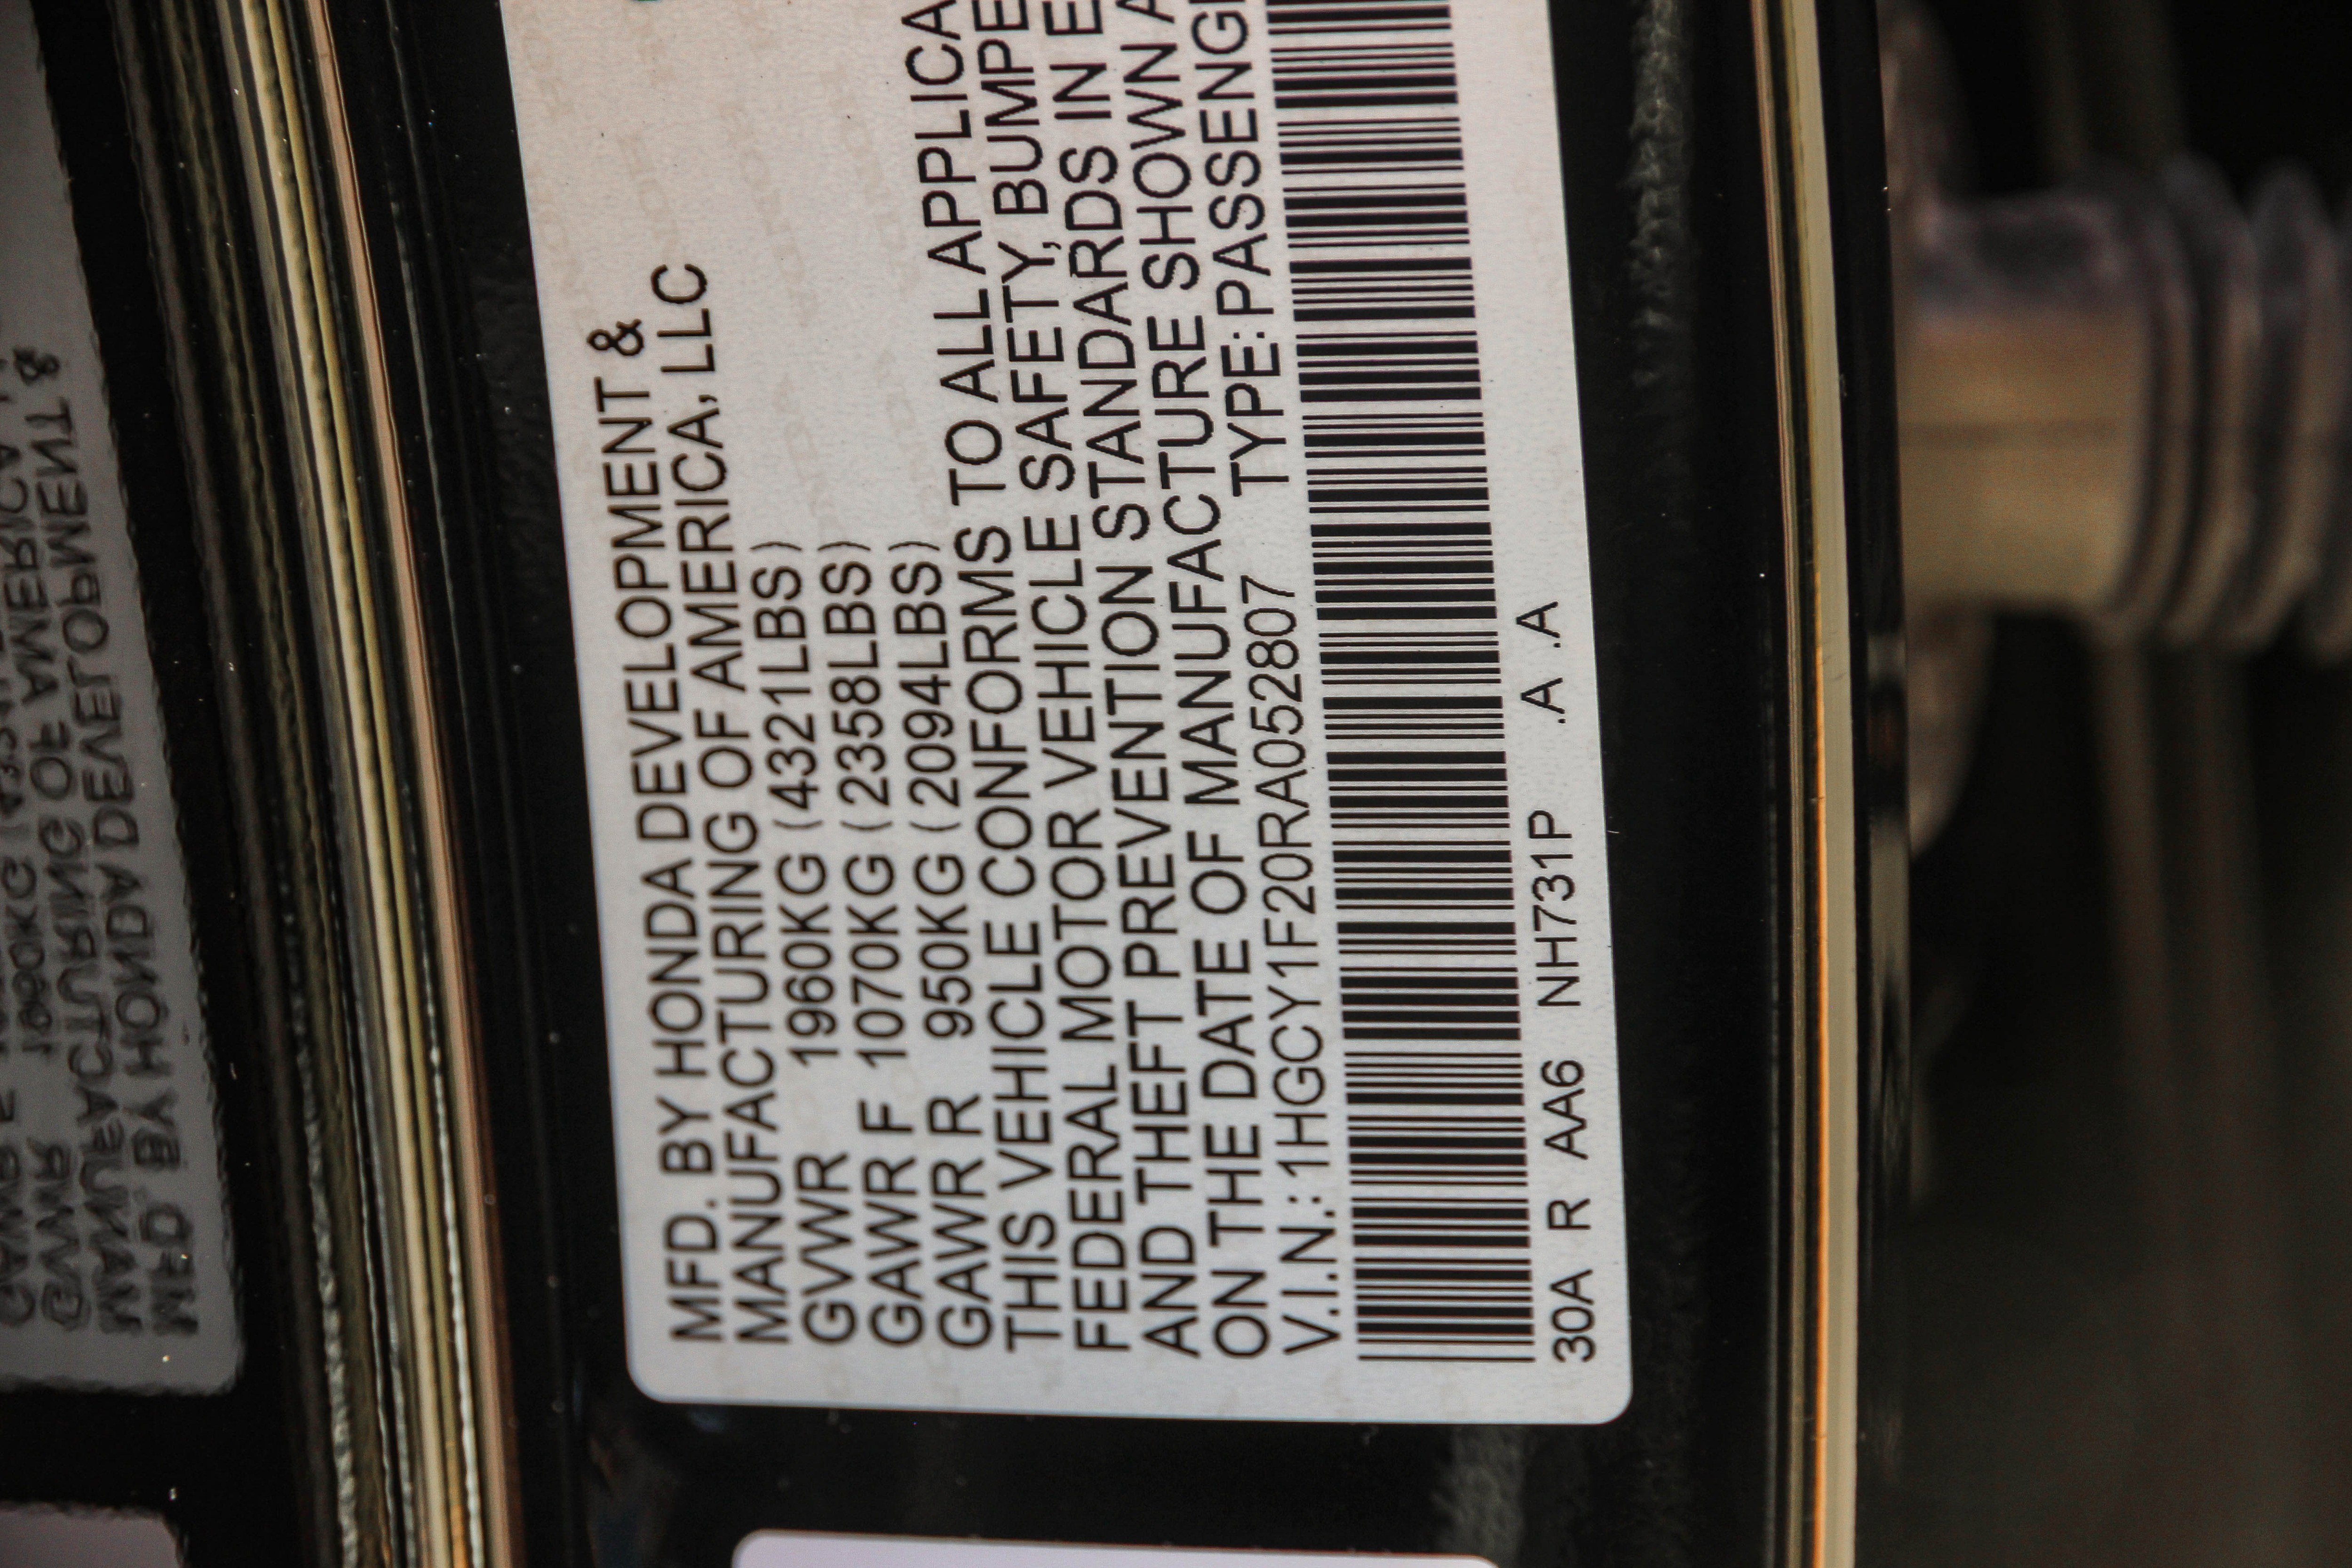 MFD. BY HONDA DEVELOPMENT &
MANUFACTURING OF AMERICA, LLC
GVWR 1960KG (4321LBS)
GAWR F 1070KG (2358LBS)
GAWR R 950KG (2094LBS)
THIS VEHICLE CONFORMS TO ALL APPLICA
FEDERAL MOTOR VEHICLE SAFETY, BUMPE
AND THEFT PREVENTION STANDARDS IN E
ON THE DATE OF MANUFACTURE SHOWN A
V.I.N.: 1HGCY1F20RA052807 TYPE:PASSENG
30A R AA6 NH731P .A .A